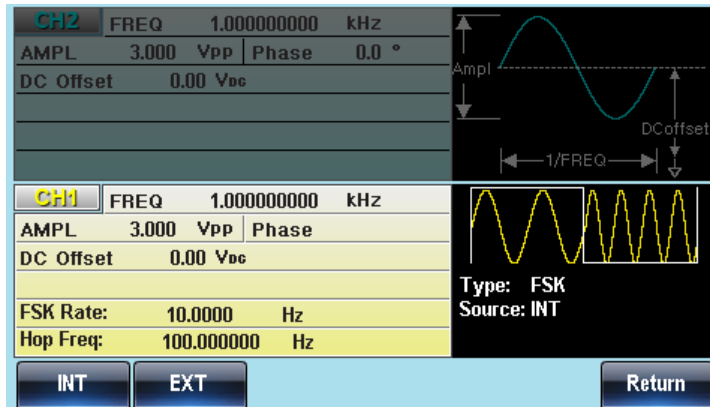 CH2 FREQ 1.000000000 kHz
AMPL 3.000 Vpp Phase 0.0 °
DC Offset 0.00 VDC
Ampl
DCoffset
1/FREQ
CH1 FREQ 1.000000000 kHz
AMPL 3.000 Vpp Phase
DC Offset 0.00 VDC
Type: FSK
Source: INT
FSK Rate: 10.0000 Hz
Hop Freq: 100.000000 Hz
INT EXT Return